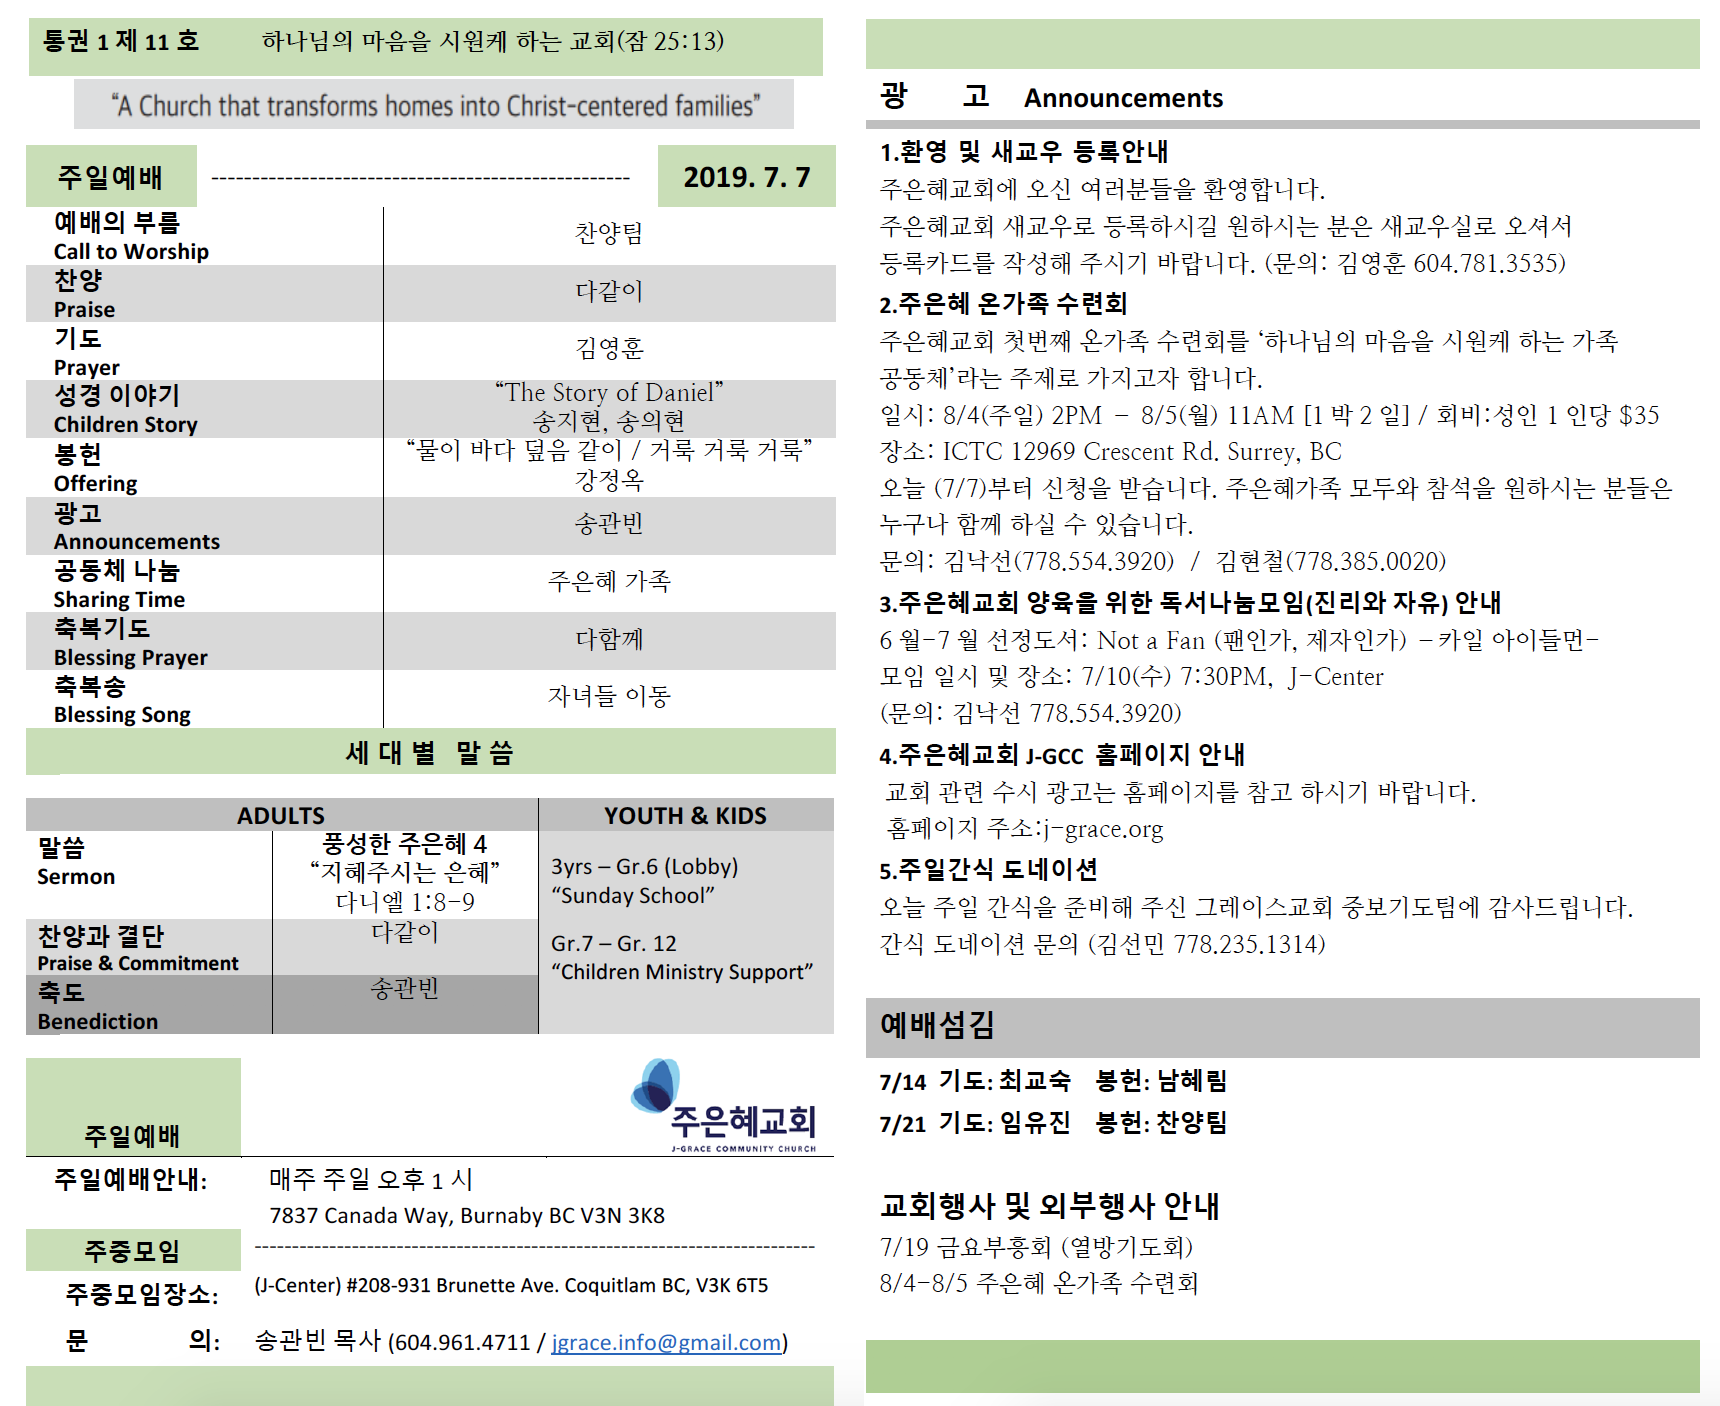 통권 1 제 11 호 하나님의 마음을 시원케 하는 교회(잠 25:13)
“A Church that transforms homes into Christ-centered families”
주일예배 -------------------------------------------------- 2019. 7. 7
예배의 부름
Call to Worship
찬양팀
찬양
Praise
다같이
기도
Prayer
김영훈
성경 이야기
Children Story
“The Story of Daniel”
송지현, 송의현
봉헌
Offering
“물이 바다 덮음 같이 / 거룩 거룩 거룩”
강정옥
광고
Announcements
송관빈
공동체 나눔
Sharing Time
주은혜 가족
축복기도
Blessing Prayer
다함께
축복송
Blessing Song
자녀들 이동
세 대 별 말 씀
ADULTS
말씀
Sermon
풍성한 주은혜 4
“지혜주시는 은혜”
다니엘 1:8-9
찬양과 결단
Praise & Commitment
다같이
축도
Benediction
송관빈
YOUTH & KIDS
3yrs – Gr.6 (Lobby)
“Sunday School”
Gr.7 – Gr. 12
“Children Ministry Support”
주은혜교회
J-GRACE COMMUNITY CHURCH
주일예배
주일예배안내: 매주 주일 오후 1 시
7837 Canada Way, Burnaby BC V3N 3K8
주중모임 --------------------------------------------------------------------------
주중모임장소: (J-Center) #208-931 Brunette Ave. Coquitlam BC, V3K 6T5
문 의: 송관빈 목사 (604.961.4711 / jgrace.info@gmail.com)
광 고 Announcements
1.환영 및 새교우 등록안내
주은혜교회에 오신 여러분들을 환영합니다.
주은혜교회 새교우로 등록하시길 원하시는 분은 새교우실로 오셔서
등록카드를 작성해 주시기 바랍니다. (문의: 김영훈 604.781.3535)
2.주은혜 온가족 수련회
주은혜교회 첫번째 온가족 수련회를 ‘하나님의 마음을 시원케 하는 가족
공동체’라는 주제로 가지고자 합니다.
일시: 8/4(주일) 2PM – 8/5(월) 11AM [1 박 2 일] / 회비:성인 1 인당 $35
장소: ICTC 12969 Crescent Rd. Surrey, BC
오늘 (7/7)부터 신청을 받습니다. 주은혜가족 모두와 참석을 원하시는 분들은
누구나 함께 하실 수 있습니다.
문의: 김낙선(778.554.3920) / 김현철(778.385.0020)
3.주은혜교회 양육을 위한 독서나눔모임(진리와 자유) 안내
6 월-7 월 선정도서: Not a Fan (팬인가, 제자인가) –카일 아이들먼-
모임 일시 및 장소: 7/10(수) 7:30PM, J-Center
(문의: 김낙선 778.554.3920)
4.주은혜교회 J-GCC 홈페이지 안내
교회 관련 수시 광고는 홈페이지를 참고 하시기 바랍니다.
홈페이지 주소:j-grace.org
5.주일간식 도네이션
오늘 주일 간식을 준비해 주신 그레이스교회 중보기도팀에 감사드립니다.
간식 도네이션 문의 (김선민 778.235.1314)
예배섬김
7/14 기도: 최교숙 봉헌: 남혜림
7/21 기도: 임유진 봉헌: 찬양팀
교회행사 및 외부행사 안내
7/19 금요부흥회 (열방기도회)
8/4-8/5 주은혜 온가족 수련회